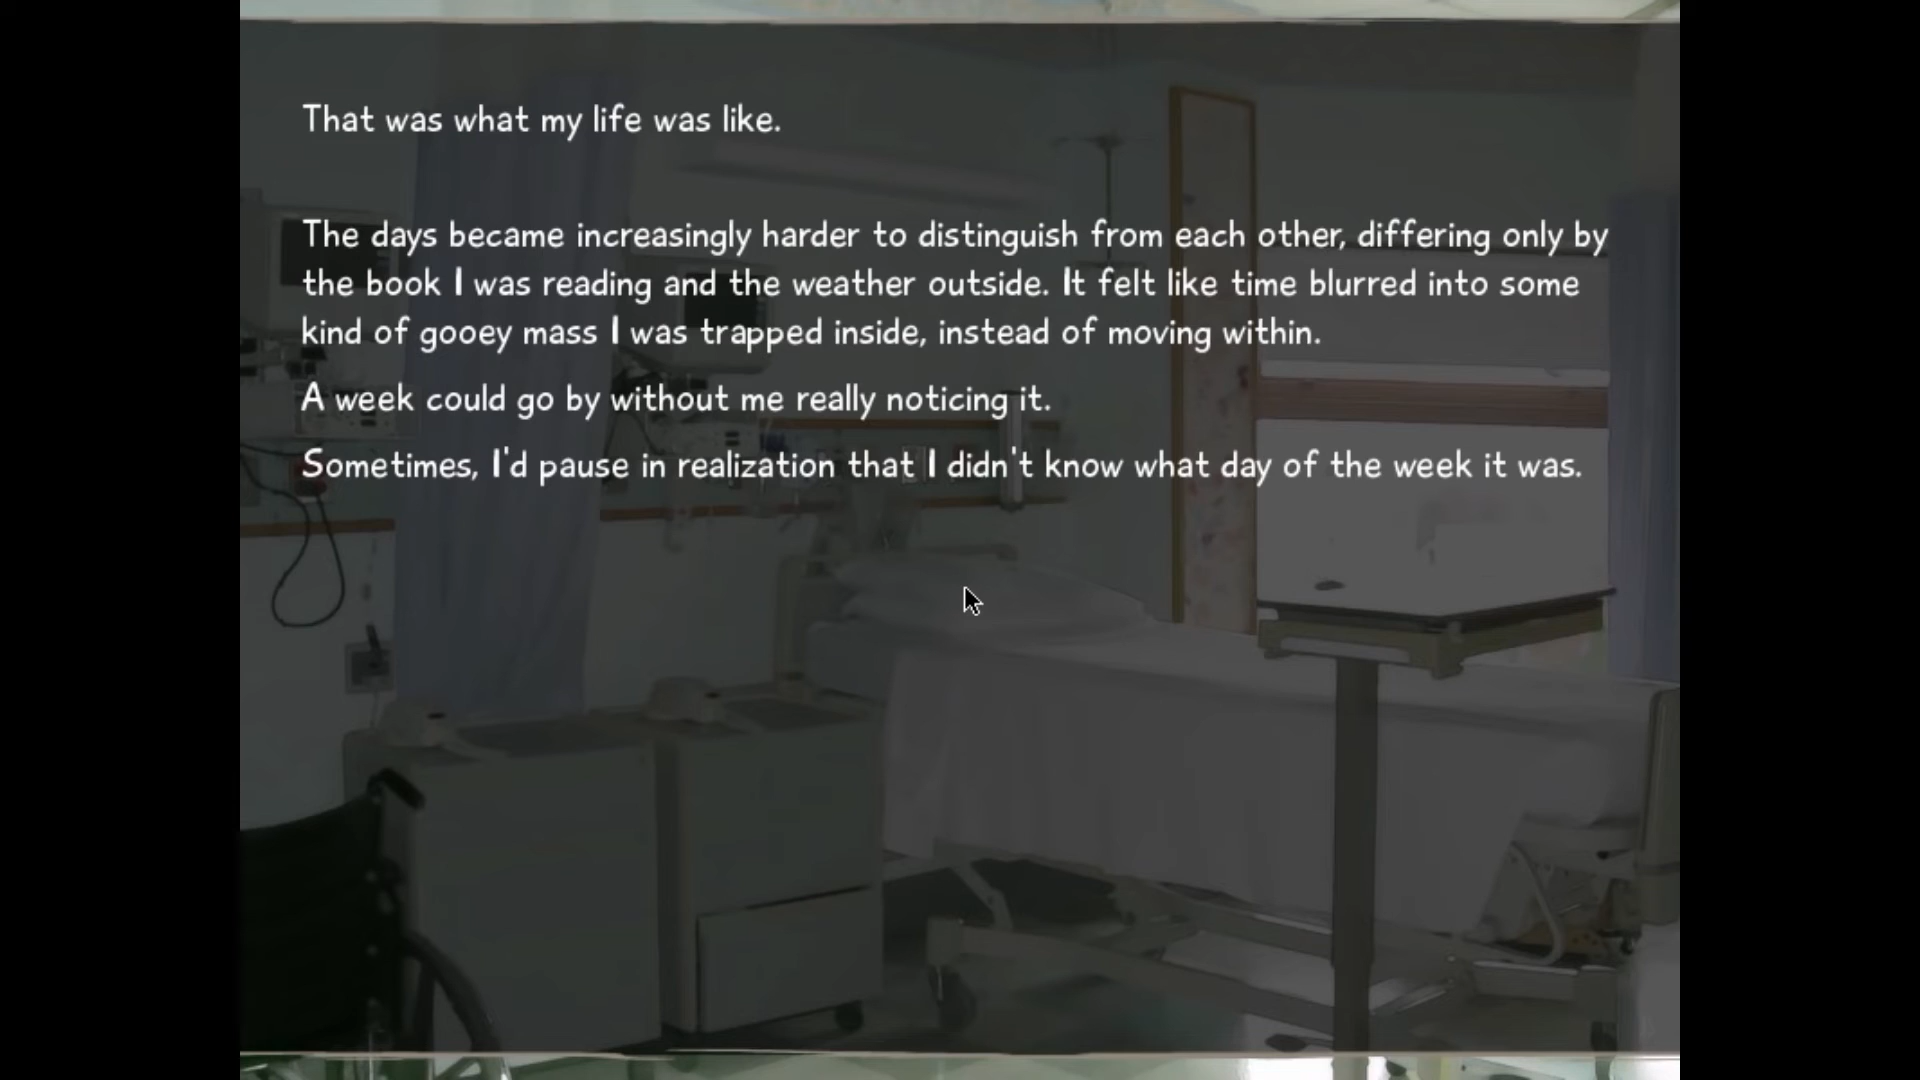 That was what my life was like.
The days became increasingly harder to distinguish from each other, differing only by
the book I was reading and the weather outside. It felt like time blurred into some
kind of gooey mass I was trapped inside, instead of moving within.
A week could go by without me really noticing it.
Sometimes, I'd pause in realization that I didn't know what day of the week it was.